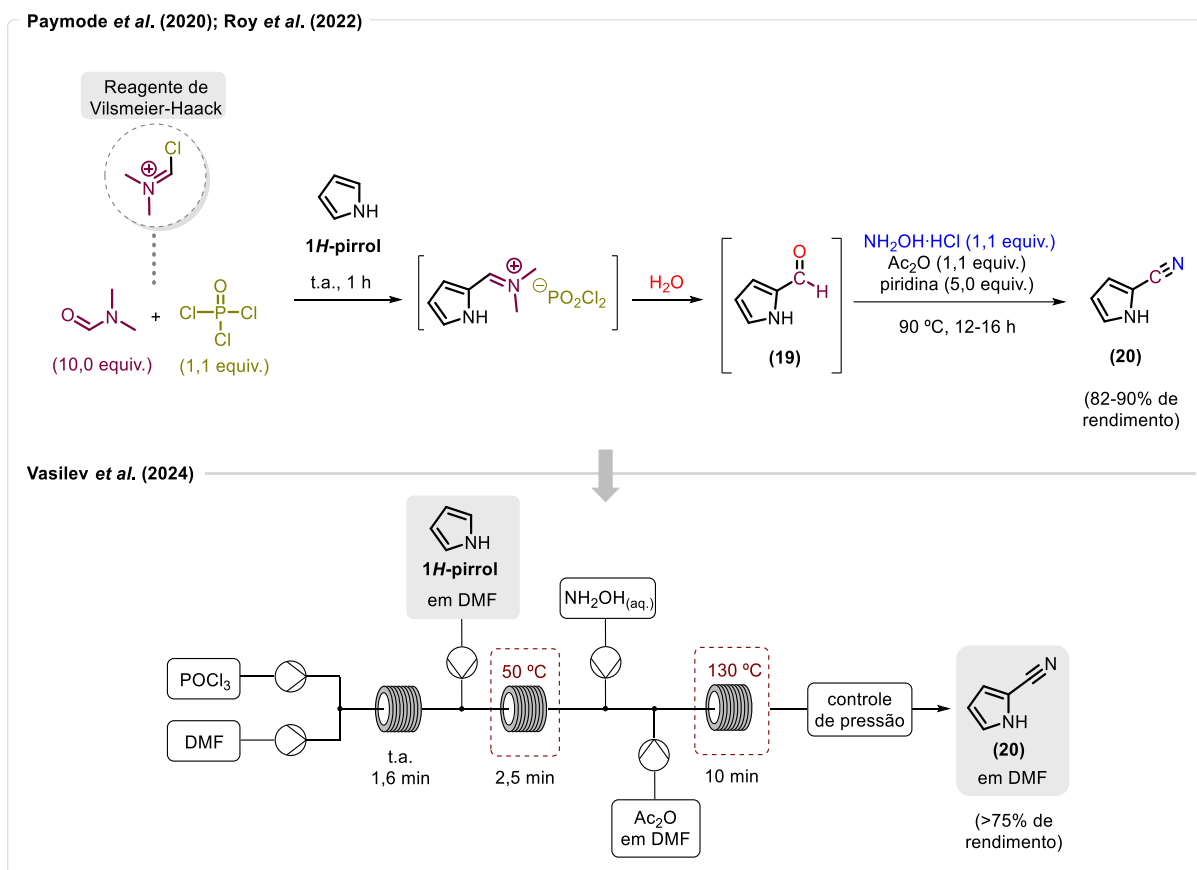 Paymode et al. (2020); Roy et al. (2022)
Reagente de
Vilsmeier-Haack
Cl
N
+
O
N
+
O
Cl P Cl
Cl
(10,0 equiv.)
(1,1 equiv.)
NH
1H-pirrol
t.a., 1 h
N
+
NH
PO₂Cl₂
H₂O
O
C
H
NH
(19)
NH₂OH·HCl (1,1 equiv.)
Ac₂O (1,1 equiv.)
piridina (5,0 equiv.)
90 ºC, 12-16 h
C N
NH
(20)
(82-90% de
rendimento)
Vasilev et al. (2024)
NH
1H-pirrol
em DMF
POCl₃
DMF
t.a.
1,6 min
50 ºC
2,5 min
NH₂OH(aq.)
Ac₂O
em DMF
130 ºC
10 min
controle
de pressão
N
NH
(20)
em DMF
(>75% de
rendimento)